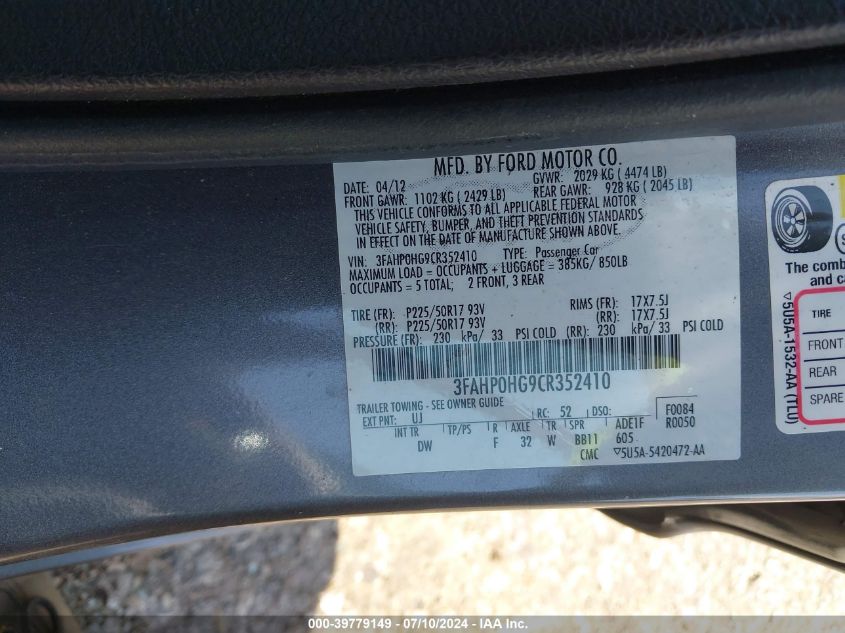 MFD. BY FORD MOTOR CO.
DATE: 04/12 GVWR: 2029 KG ( 4474 LB)
FRONT GAWR: 1102 KG ( 2429 LB) REAR GAWR: 928 KG ( 2045 LB)
THIS VEHICLE CONFORMS TO ALL APPLICABLE FEDERAL MOTOR
VEHICLE SAFETY, BUMPER, AND THEFT PREVENTION STANDARDS
IN EFFECT ON THE DATE OF MANUFACTURE SHOWN ABOVE.
VIN: 3FAHP0HG9CR352410 TYPE: Passenger Car
MAXIMUM LOAD = OCCUPANTS + LUGGAGE = 385KG/ 850LB
OCCUPANTS = 5 TOTAL; 2 FRONT, 3 REAR
TIRE (FR): P225/50R17 93V RIMS (FR): 17X7.5J
(RR): P225/50R17 93V (RR): 17X7.5J
PRESSURE (FR): 230 kPa/ 33 PSI COLD (RR): 230 kPa/ 33 PSI COLD
3FAHP0HG9CR352410
TRAILER TOWING - SEE OWNER GUIDE
EXT PNT: UJ RC: 52 DSO: F0084
R0050
INT TR TP/PS R AXLE TR SPR ADE1F
DW F 32 W BB11 605
CMC ▽5U5A-5420472-AA
The comb
and ca
TIRE
FRONT
REAR
SPARE
▽5U5A-1532-AA (TLU)
000-39779149 - 07/10/2024 - IAAI.COM